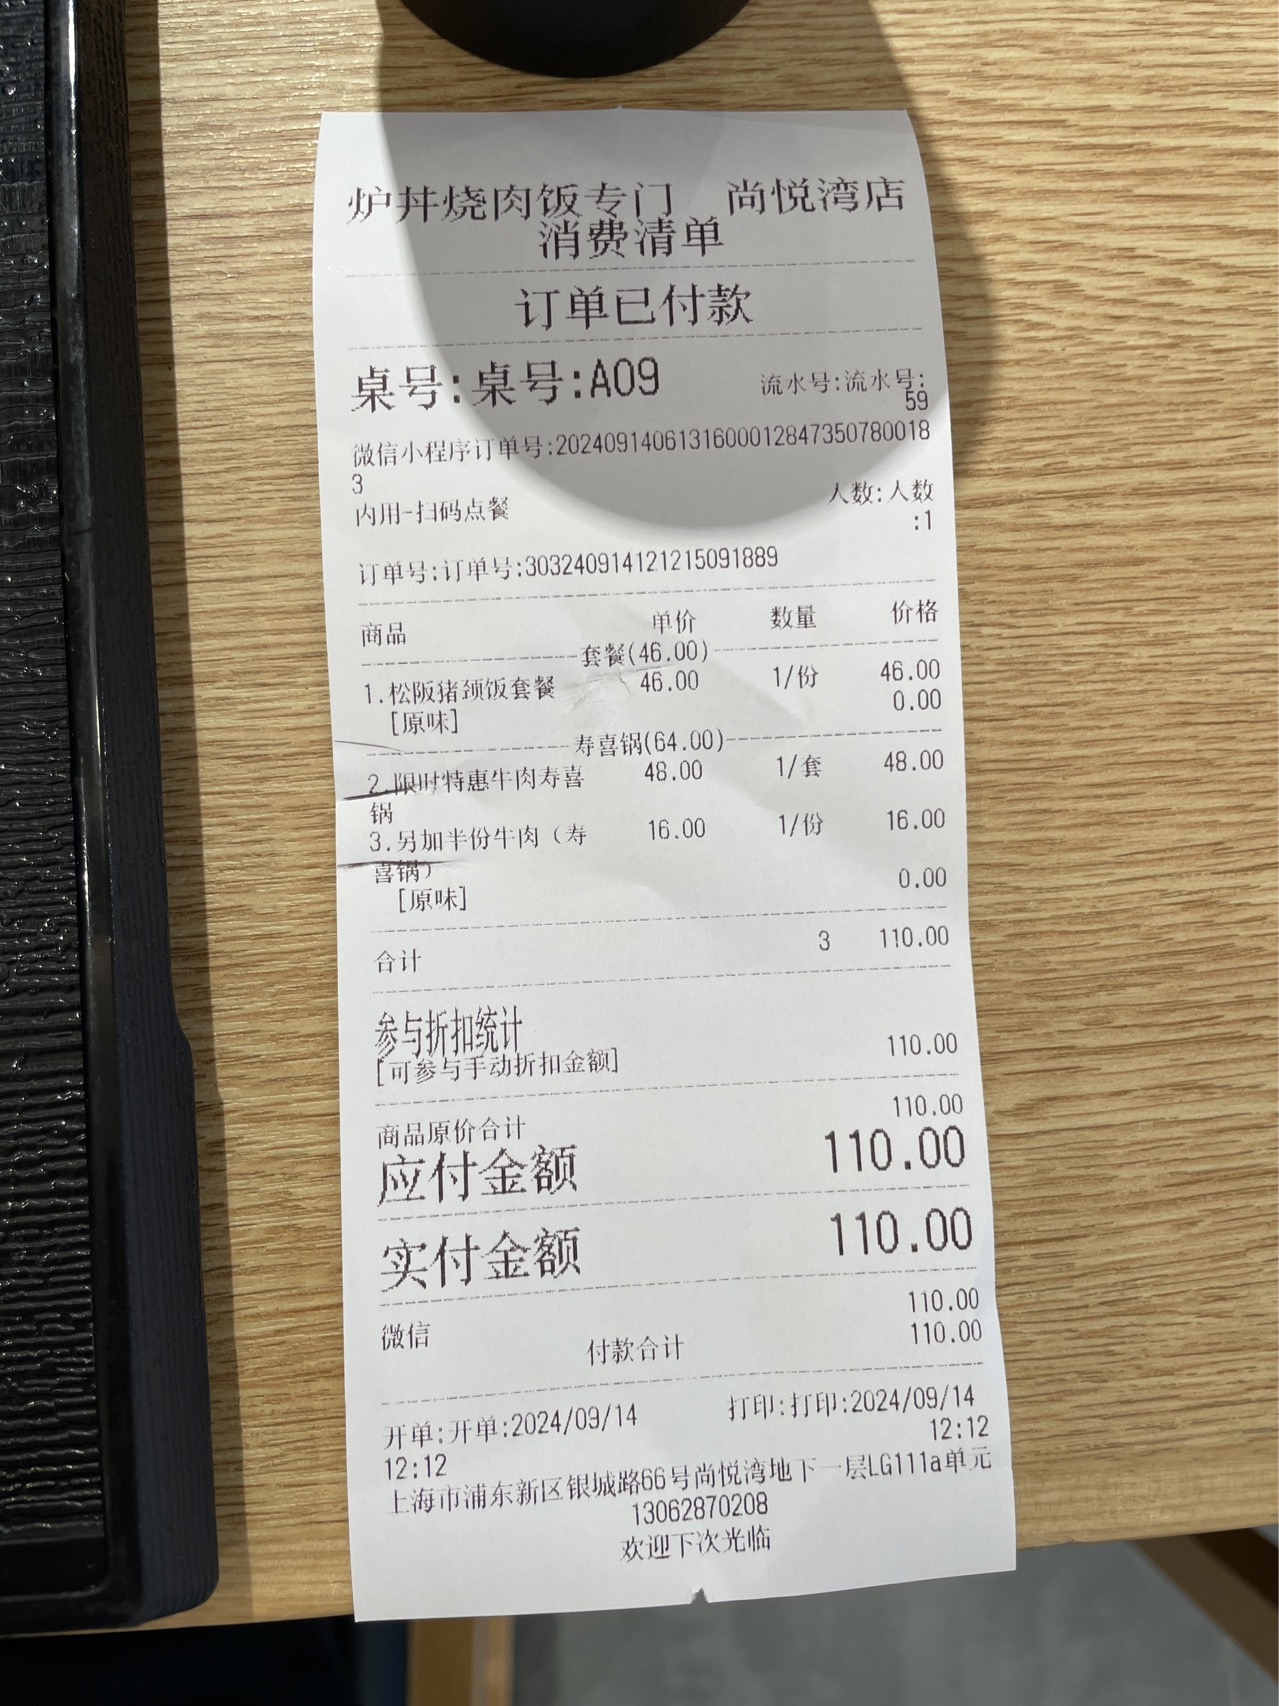 炉丼烧肉饭专门 尚悦湾店
消费清单
订单已付款
桌号:桌号:A09 流水号:流水号:
59
微信小程序订单号:2024091406131600012847350780018
3
内用-扫码点餐 人数:人数
:1
订单号:订单号:303240914121215091889
商品 单价 数量 价格
套餐(46.00)
1.松阪猪颈饭套餐 46.00 1/份 46.00
[原味] 0.00
寿喜锅(64.00)
2.限时特惠牛肉寿喜 48.00 1/套 48.00
锅
3.另加半份牛肉（寿 16.00 1/份 16.00
喜锅）
[原味] 0.00
合计 3 110.00
参与折扣统计
[可参与手动折扣金额] 110.00
商品原价合计 110.00
应付金额 110.00
实付金额 110.00
微信 110.00
付款合计 110.00
开单:开单:2024/09/14 打印:打印:2024/09/14
12:12 12:12
上海市浦东新区银城路66号尚悦湾地下一层LG111a单元
13062870208
欢迎下次光临